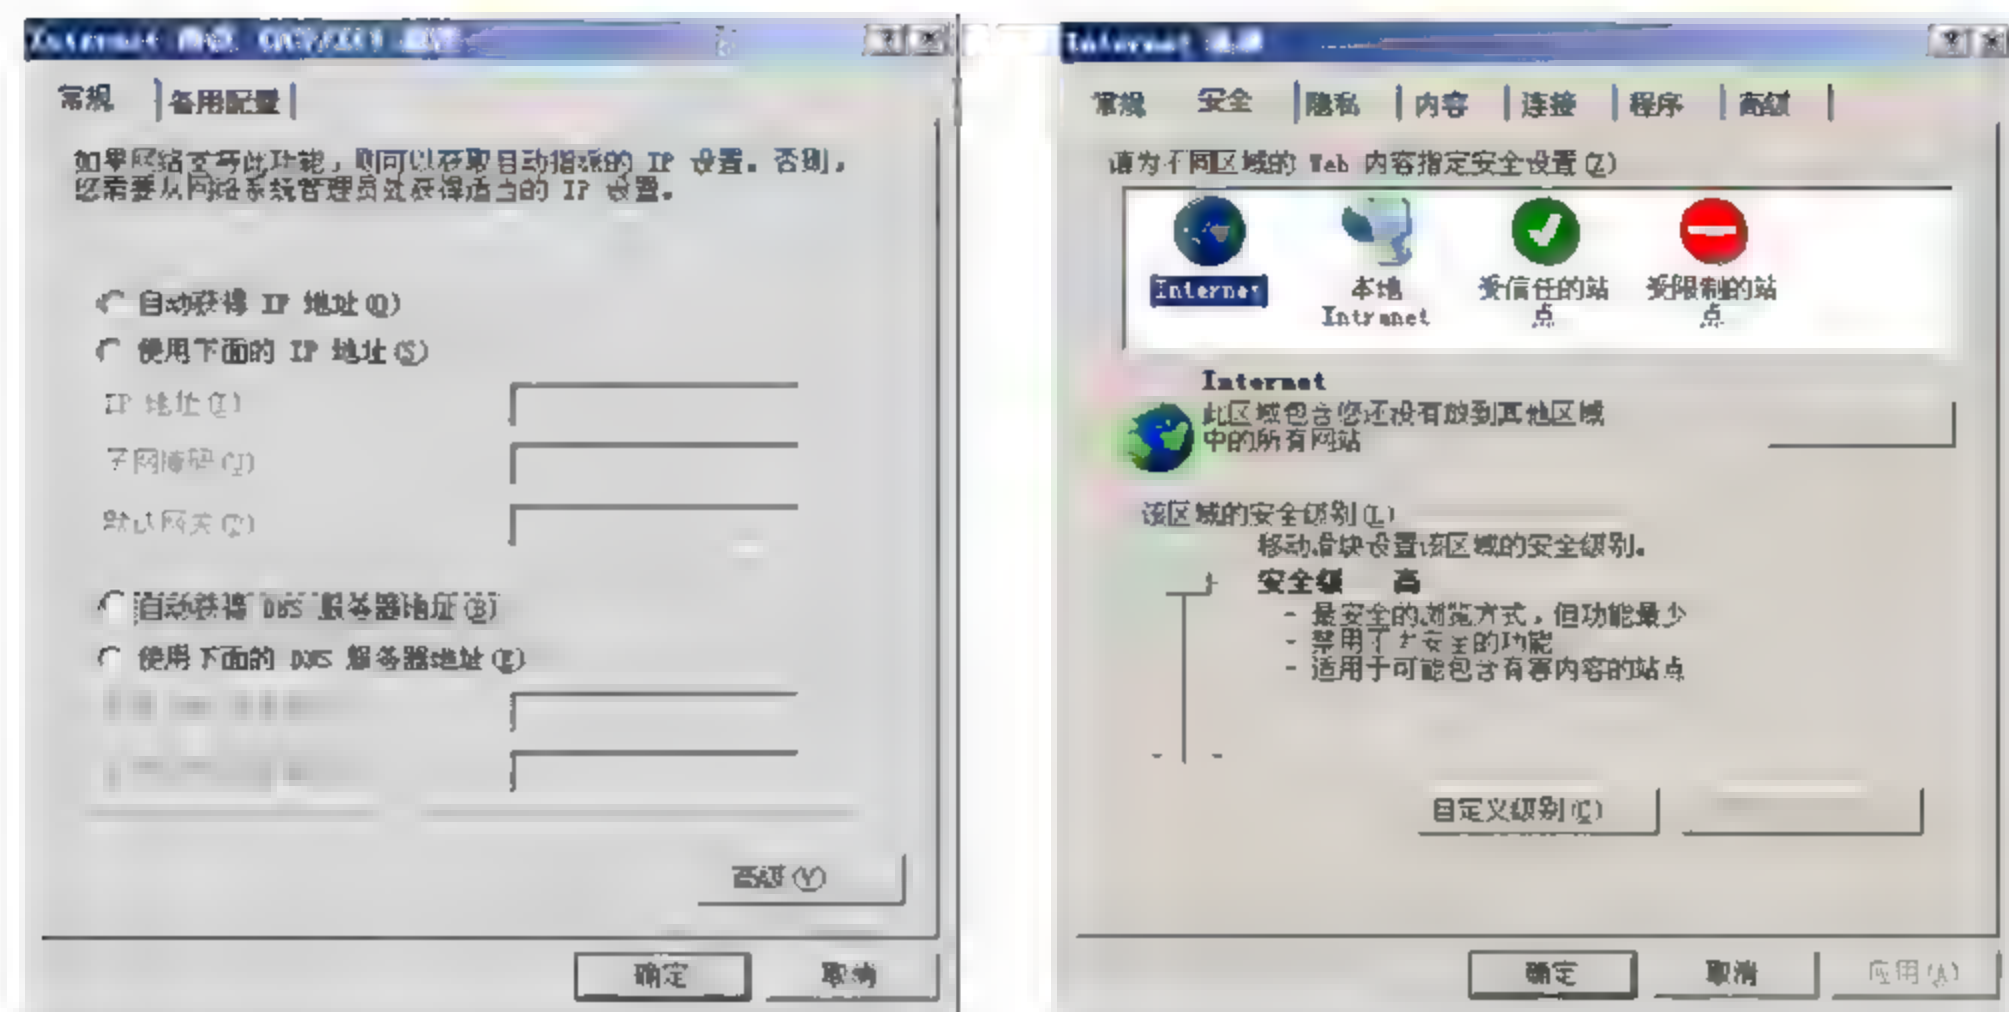 Internet 协议 (TCP/IP) 属性
常规 备用配置
如果网络支持此功能，则可以获取自动指派的 IP 设置。否则，
您需要从网络系统管理员处获得适当的 IP 设置。
自动获得 IP 地址(O)
使用下面的 IP 地址(S)
IP 地址(I)
子网掩码(U)
默认网关(D)
自动获得 DNS 服务器地址(B)
使用下面的 DNS 服务器地址(E)
高级(V)
确定 取消
Internet
常规 安全 隐私 内容 连接 程序 高级
请为不同区域的 Web 内容指定安全设置(Z)
Internet
本地
Intranet
受信任的站
点
受限制的站
点
Internet
此区域包含您还没有放到其他区域
中的所有网站
该区域的安全级别(L)
移动滑块设置该区域的安全级别。
安全级 高
- 最安全的浏览方式，但功能最少
- 禁用不太安全的功能
- 适用于可能包含有害内容的站点
自定义级别(C)
确定 取消 应用(A)